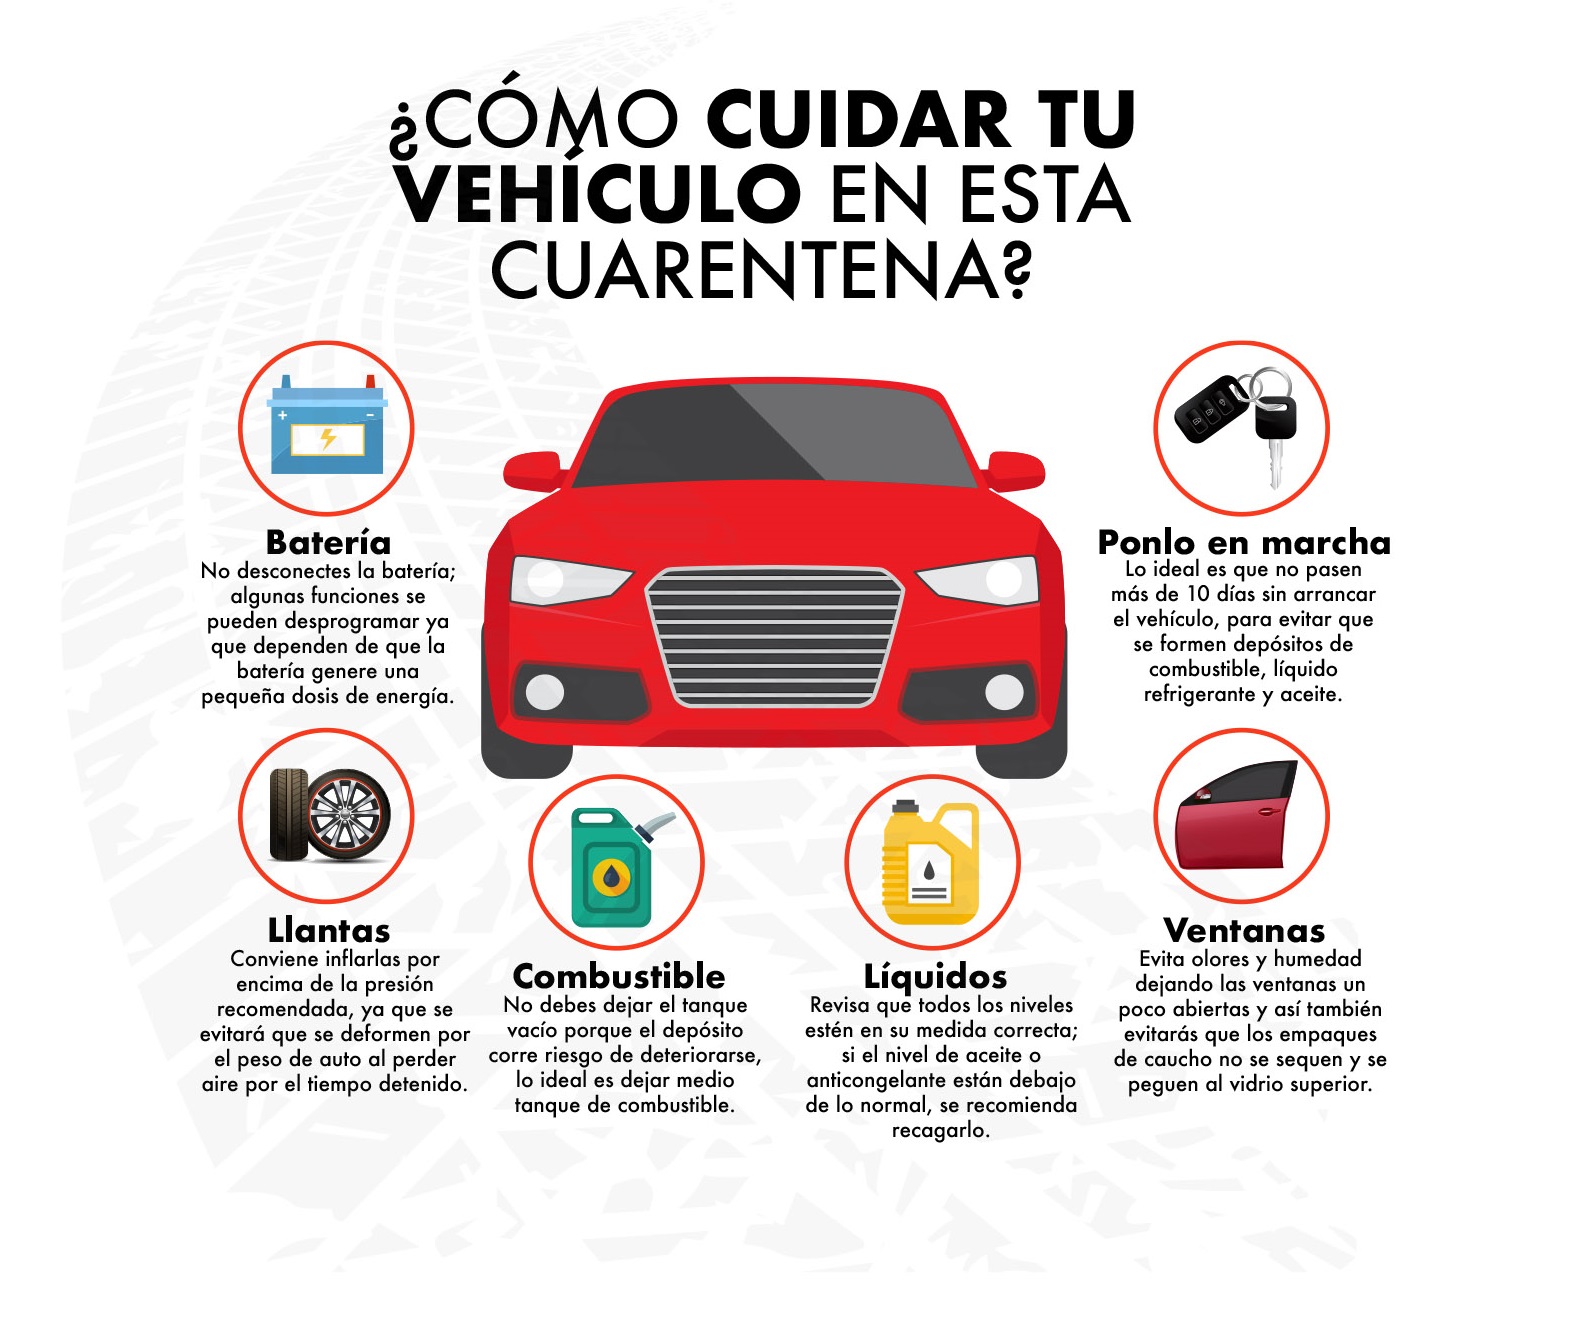 ¿CÓMO CUIDAR TU
VEHÍCULO EN ESTA
CUARENTENA?
Batería
No desconectes la batería;
algunas funciones se
pueden desprogramar ya
que dependen de que la
batería genere una
pequeña dosis de energía.
Ponlo en marcha
Lo ideal es que no pasen
más de 10 días sin arrancar
el vehículo, para evitar que
se formen depósitos de
combustible, líquido
refrigerante y aceite.
Llantas
Conviene inflarlas por
encima de la presión
recomendada, ya que se
evitará que se deformen por
el peso de auto al perder
aire por el tiempo detenido.
Combustible
No debes dejar el tanque
vacío porque el depósito
corre riesgo de deteriorarse,
lo ideal es dejar medio
tanque de combustible.
Líquidos
Revisa que todos los niveles
estén en su medida correcta;
si el nivel de aceite o
anticongelante están debajo
de lo normal, se recomienda
recagarlo.
Ventanas
Evita olores y humedad
dejando las ventanas un
poco abiertas y así también
evitarás que los empaques
de caucho no se sequen y se
peguen al vidrio superior.